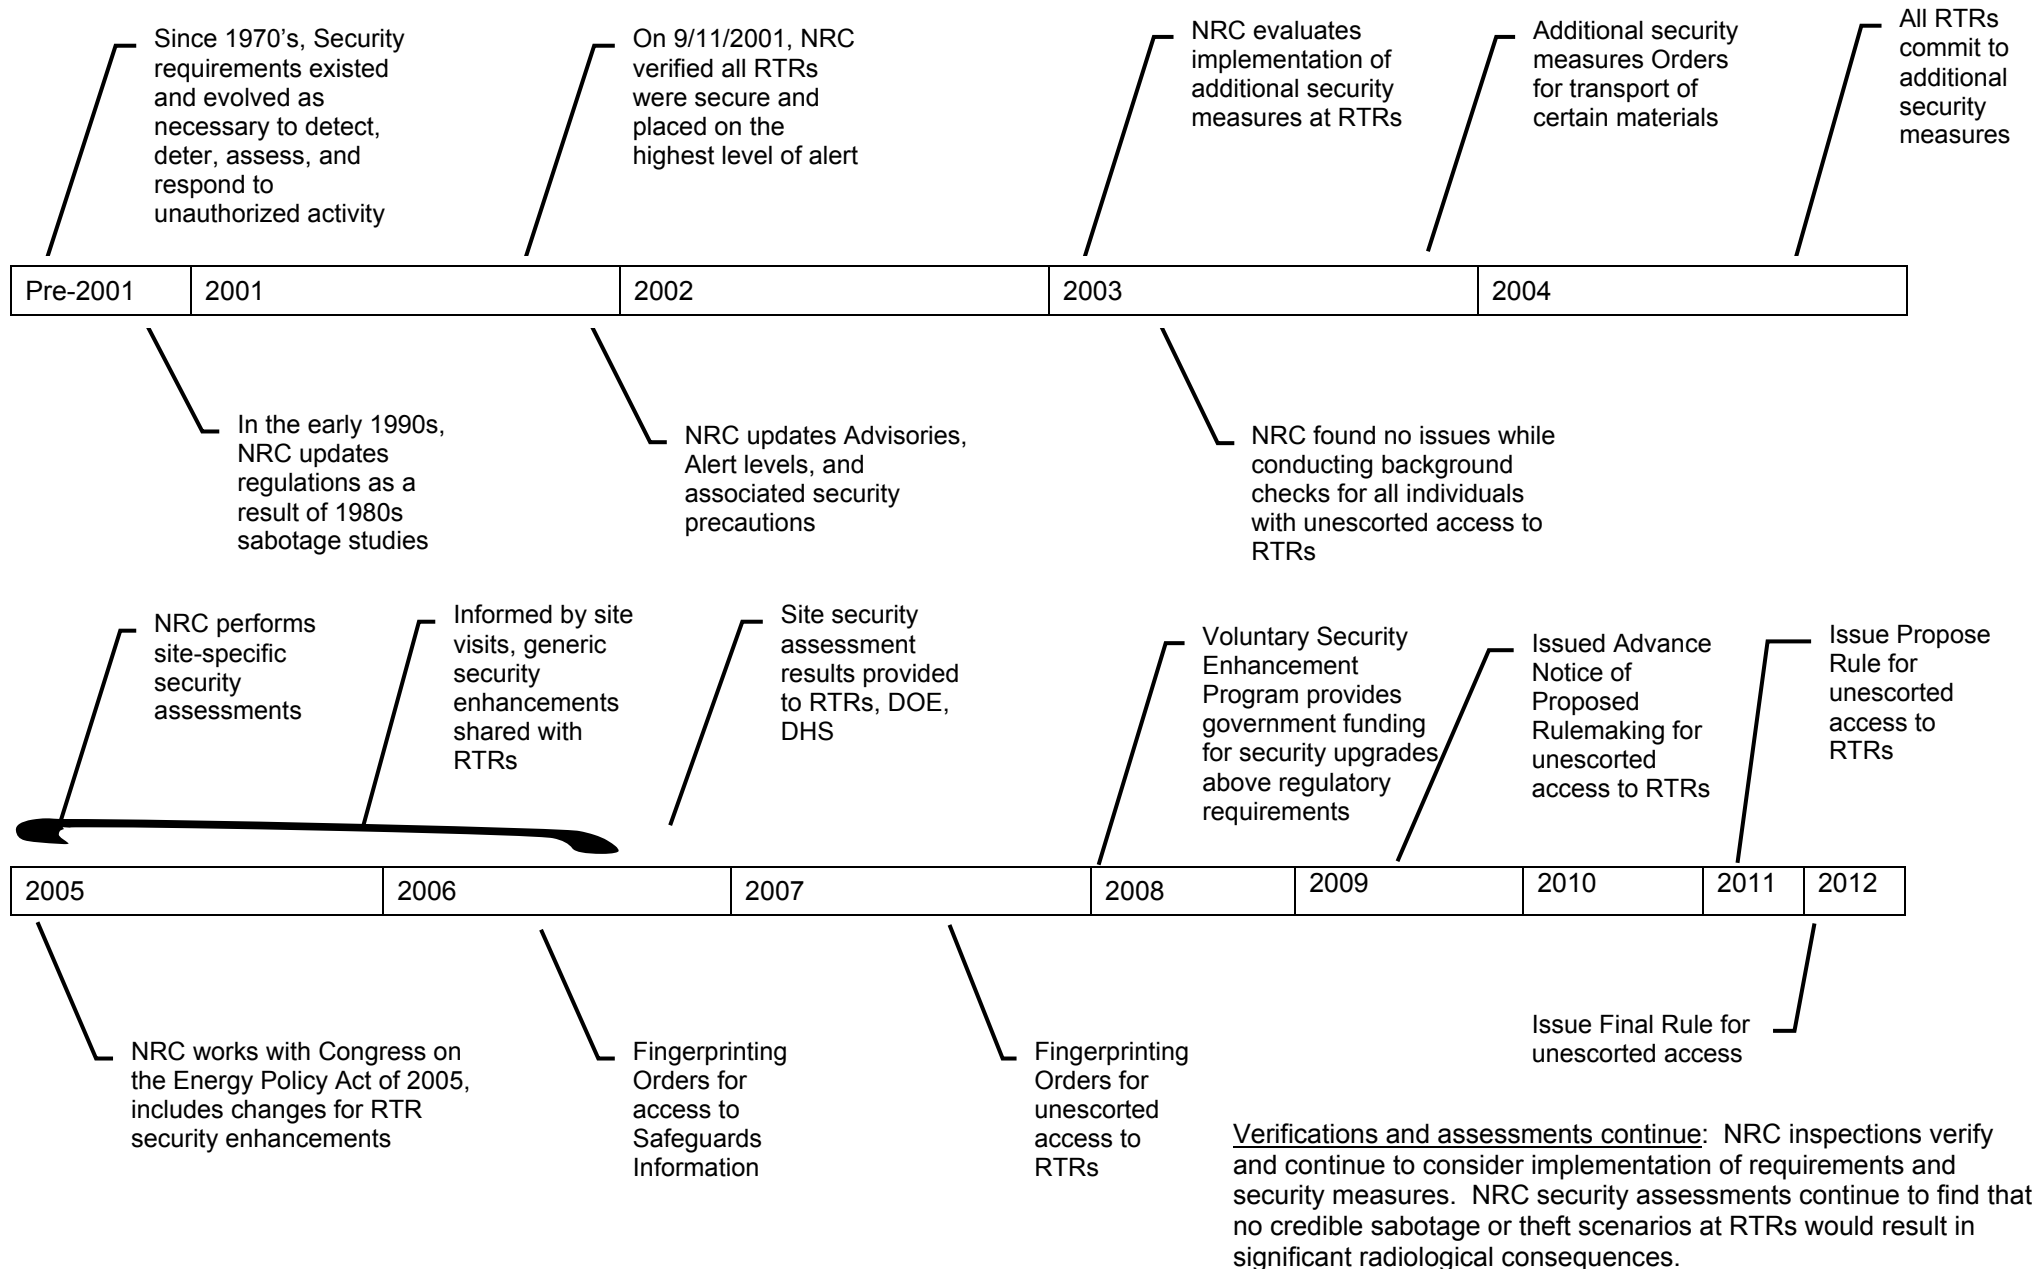 Since 1970’s, Security
requirements existed
and evolved as
necessary to detect,
deter, assess, and
respond to
unauthorized activity
On 9/11/2001, NRC
verified all RTRs
were secure and
placed on the
highest level of alert
NRC evaluates
implementation of
additional security
measures at RTRs
Additional security
measures Orders
for transport of
certain materials
All RTRs
commit to
additional
security
measures
Pre-2001
2001
2002
2003
2004
In the early 1990s,
NRC updates
regulations as a
result of 1980s
sabotage studies
NRC updates Advisories,
Alert levels, and
associated security
precautions
NRC found no issues while
conducting background
checks for all individuals
with unescorted access to
RTRs
NRC performs
site-specific
security
assessments
Informed by site
visits, generic
security
enhancements
shared with
RTRs
Site security
assessment
results provided
to RTRs, DOE,
DHS
Voluntary Security
Enhancement
Program provides
government funding
for security upgrades
above regulatory
requirements
Issued Advance
Notice of
Proposed
Rulemaking for
unescorted
access to RTRs
Issue Propose
Rule for
unescorted
access to
RTRs
2005
2006
2007
2008
2009
2010
2011
2012
NRC works with Congress on
the Energy Policy Act of 2005,
includes changes for RTR
security enhancements
Fingerprinting
Orders for
access to
Safeguards
Information
Fingerprinting
Orders for
unescorted
access to
RTRs
Issue Final Rule for
unescorted access
Verifications and assessments continue: NRC inspections verify
and continue to consider implementation of requirements and
security measures. NRC security assessments continue to find that
no credible sabotage or theft scenarios at RTRs would result in
significant radiological consequences.